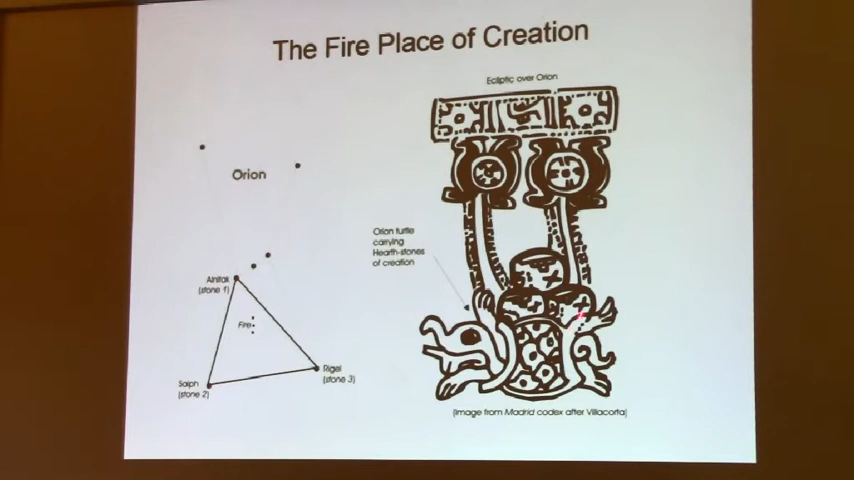 The Fire Place of Creation
Ecliptic over Orion
Orion
Orion turtle
carrying
Hearth-stones
of creation
Alnitak
(stone 1)
Fire
Rigel
(stone 3)
Saiph
(stone 2)
(Image from Madrid codex after Villacorta)